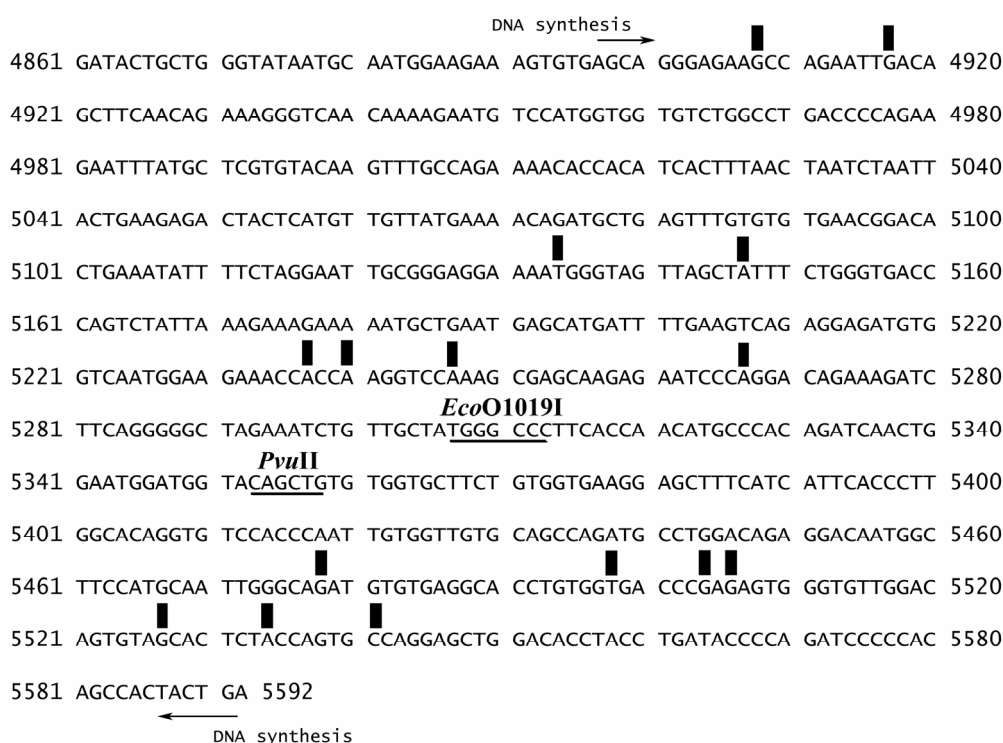 DNA synthesis
4861 GATACTGCTG GGTATAATGC AATGGAAGAA AGTGTGAGCA GGGAGAAGCC AGAATTGACA 4920
4921 GCTTCAACAG AAAGGGTCAA CAAAAGAATG TCCATGGTGG TGTCTGGCCT GACCCCAGAA 4980
4981 GAATTTATGC TCGTGTACAA GTTTGCCAGA AAACACCACA TCACTTTAAC TAATCTAATT 5040
5041 ACTGAAGAGA CTACTCATGT TGTTATGAAA ACAGATGCTG AGTTTGTGTG TGAACGGACA 5100
5101 CTGAAATATT TTCTAGGAAT TGCGGGAGGA AAATGGGTAG TTAGCTATTT CTGGGTGACC 5160
5161 CAGTCTATTA AAGAAAGAAA AATGCTGAAT GAGCATGATT TTGAAGTCAG AGGAGATGTG 5220
5221 GTCAATGGAA GAAACCACCA AGGTCCAAAG CGAGCAAGAG AATCCCAGGA CAGAAAGATC 5280
EcoO1019I
5281 TTCAGGGGGC TAGAAATCTG TTGCTATGGG CCCTTCACCA ACATGCCCAC AGATCAACTG 5340
PvuII
5341 GAATGGATGG TACAGCTGTG TGGTGCTTCT GTGGTGAAGG AGCTTTCATC ATTCACCCTT 5400
5401 GGCACAGGTG TCCACCCAAT TGTGGTTGTG CAGCCAGATG CCTGGACAGA GGACAATGGC 5460
5461 TTCCATGCAA TTGGGCAGAT GTGTGAGGCA CCTGTGGTGA CCCGAGAGTG GGTGTTGGAC 5520
5521 AGTGTAGCAC TCTACCAGTG CCAGGAGCTG GACACCTACC TGATACCCCA GATCCCCCAC 5580
5581 AGCCACTACT GA 5592
DNA synthesis